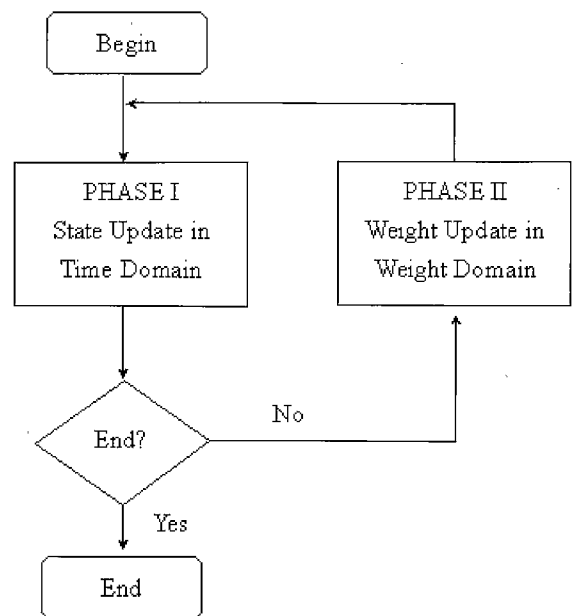 Begin
PHASE I
State Update in
Time Domain
PHASE II
Weight Update in
Weight Domain
End?
No
Yes
End